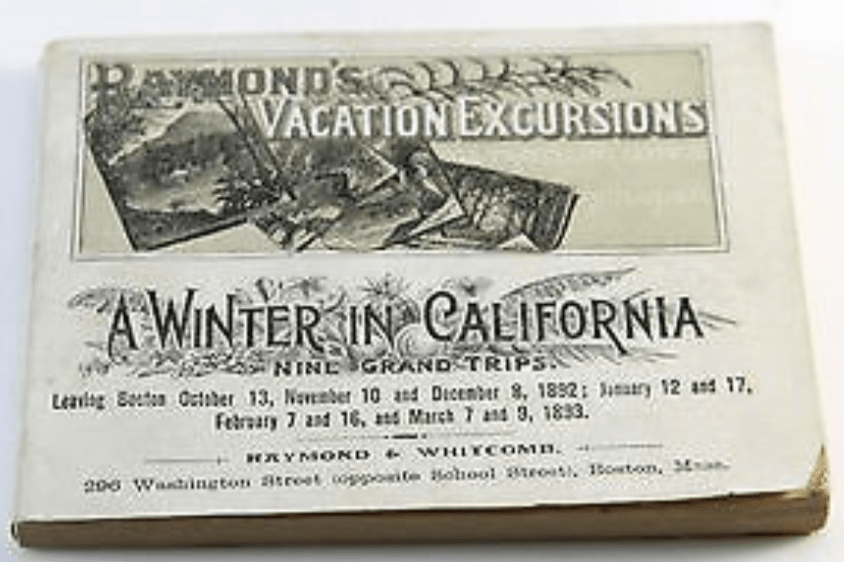 RAYMOND'S
VACATION EXCURSIONS
A WINTER IN CALIFORNIA
NINE GRAND TRIPS.
Leaving Boston October 13, November 10 and December 8, 1892; January 12 and 17,
February 7 and 16, and March 7 and 9, 1893.
RAYMOND & WHITCOMB.
296 Washington Street (opposite School Street), Boston, Mass.